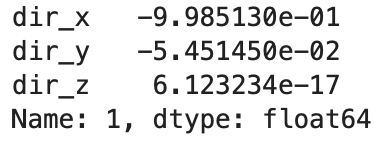 dir_x   -9.985130e-01
dir_y   -5.451450e-02
dir_z    6.123234e-17
Name: 1, dtype: float64